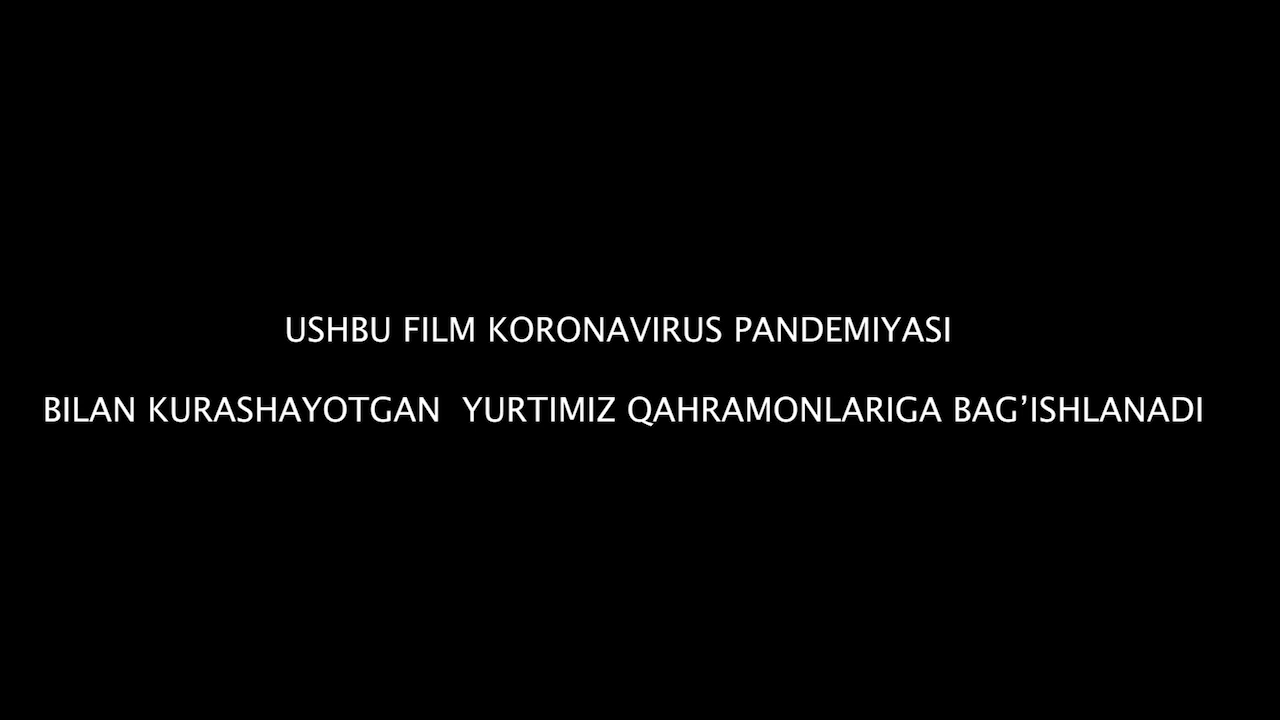 USHBU FILM KORONAVIRUS PANDEMIYASI
BILAN KURASHAYOTGAN  YURTIMIZ QAHRAMONLARIGA BAG’ISHLANADI